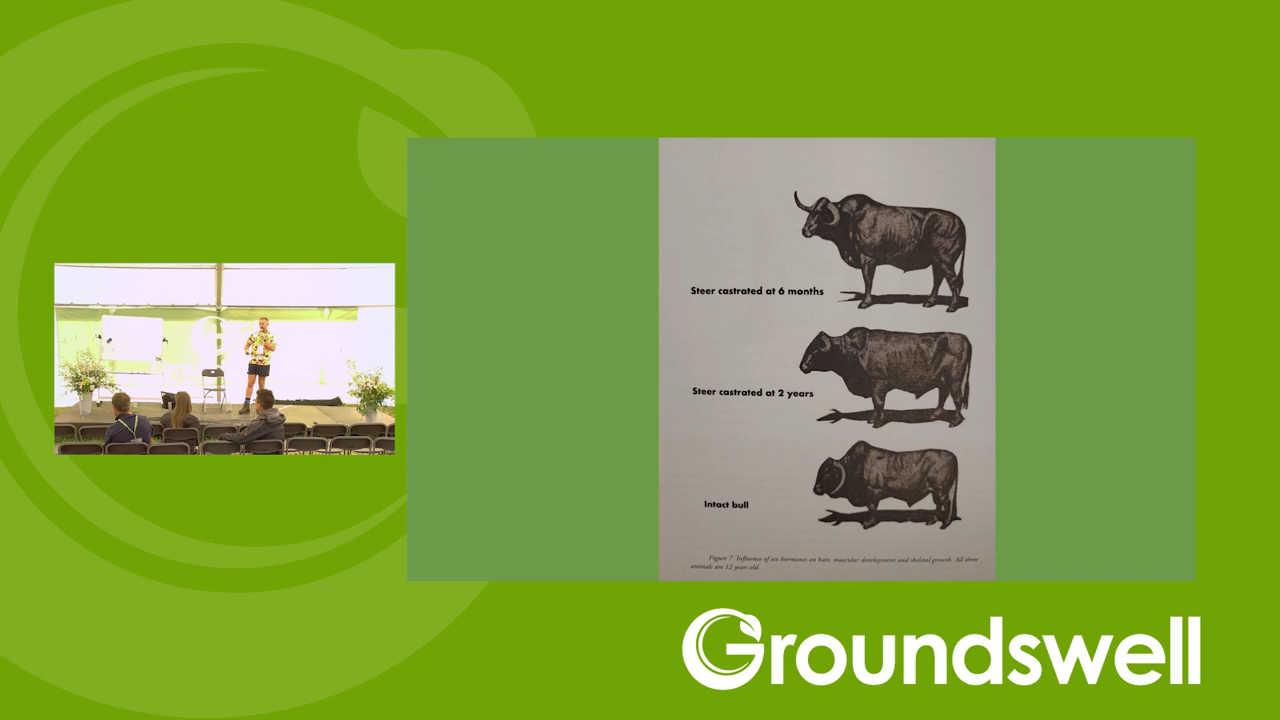 Steer castrated at 6 months
Steer castrated at 2 years
Intact bull
Figure 7. Influence of sex hormones on hair, muscular development and skeletal growth. All three
animals are 12 years old.
Groundswell